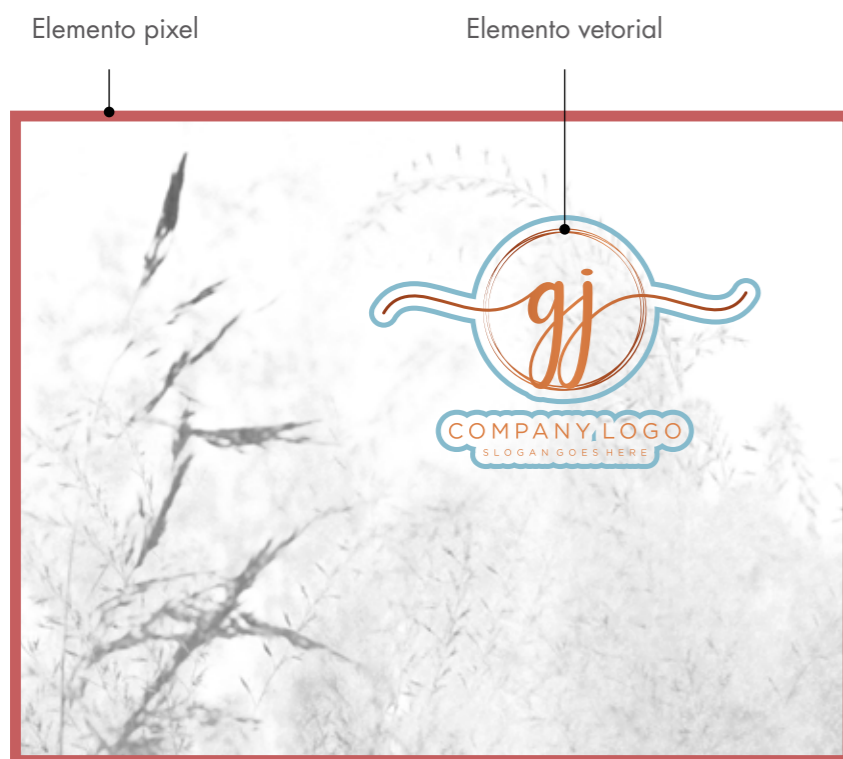 Elemento pixel
Elemento vetorial
gj
COMPANY LOGO
SLOGAN GOES HERE